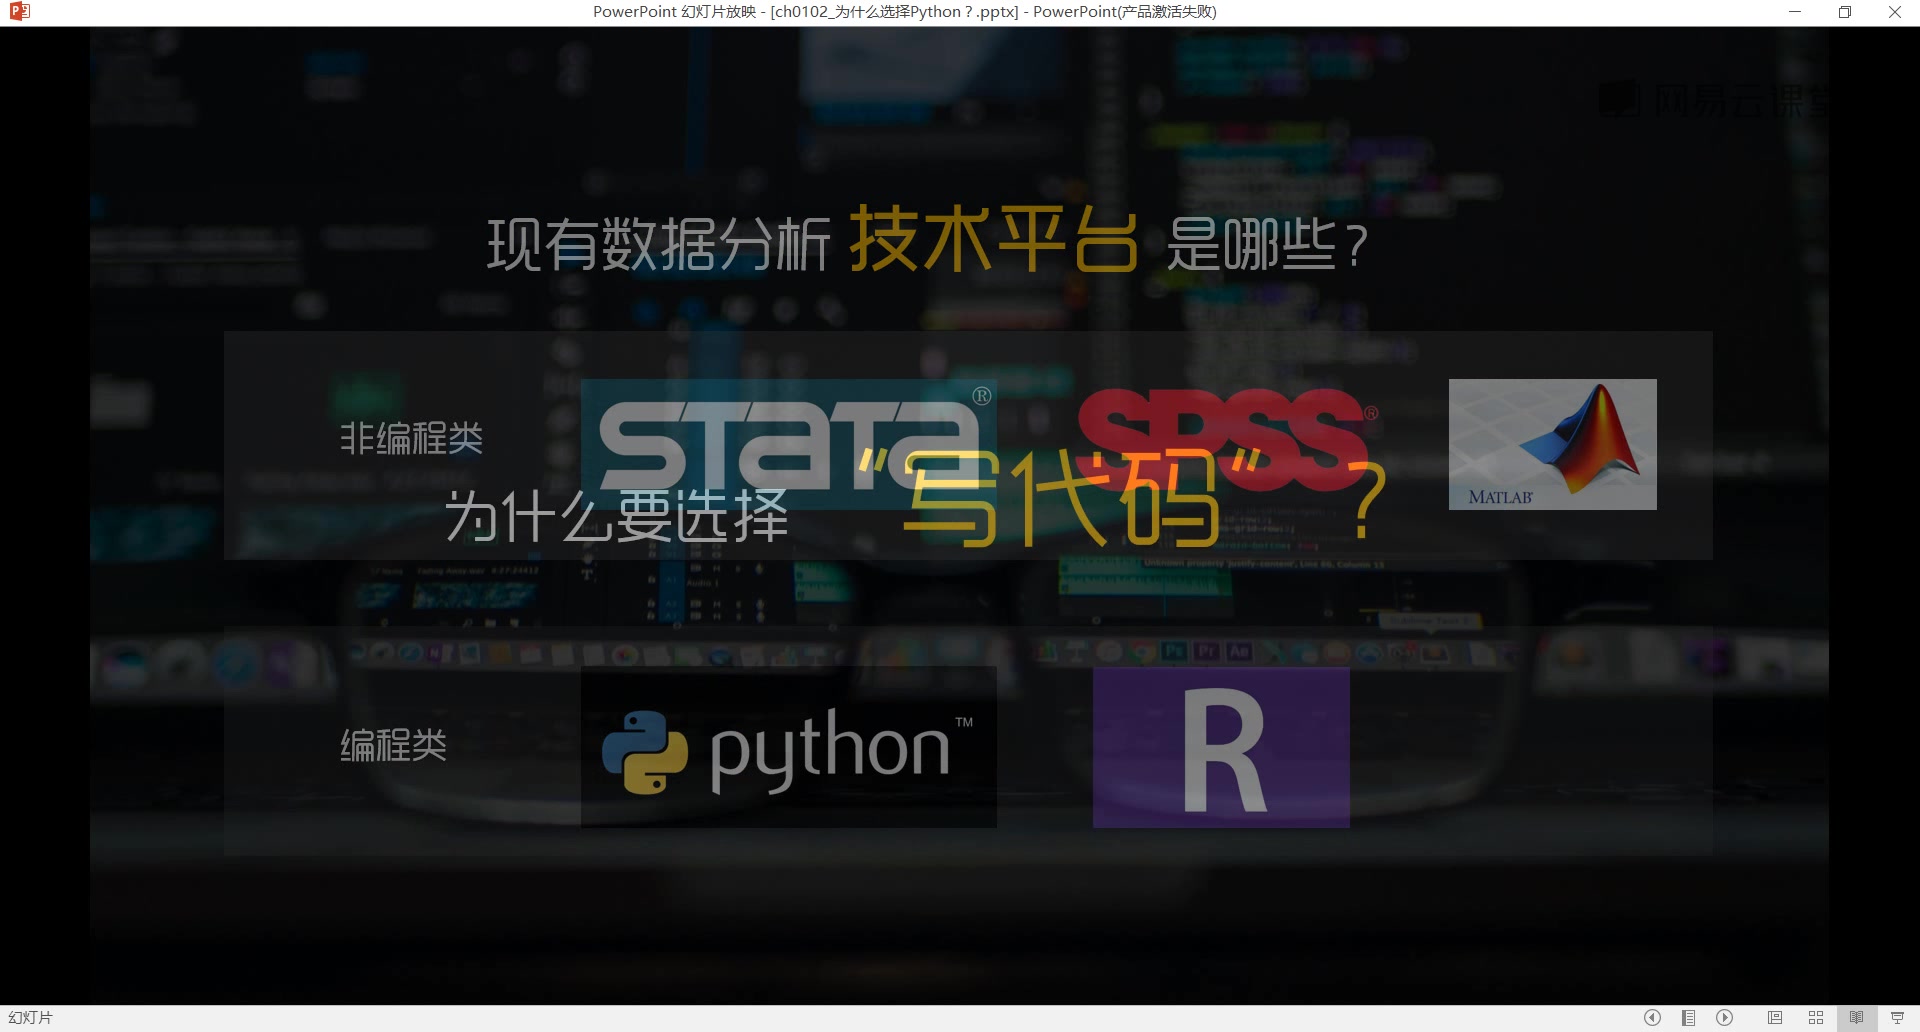 PowerPoint 幻灯片放映 - [ch0102_为什么选择Python ? .pptx] - PowerPoint(产品激活失败)
网易云课堂
现有数据分析 技术平台 是哪些?
非编程类
STATA®
SPSS®
MATLAB®
为什么要选择 “写代码” ?
Ps Pr Ae
编程类
python™
R
幻灯片